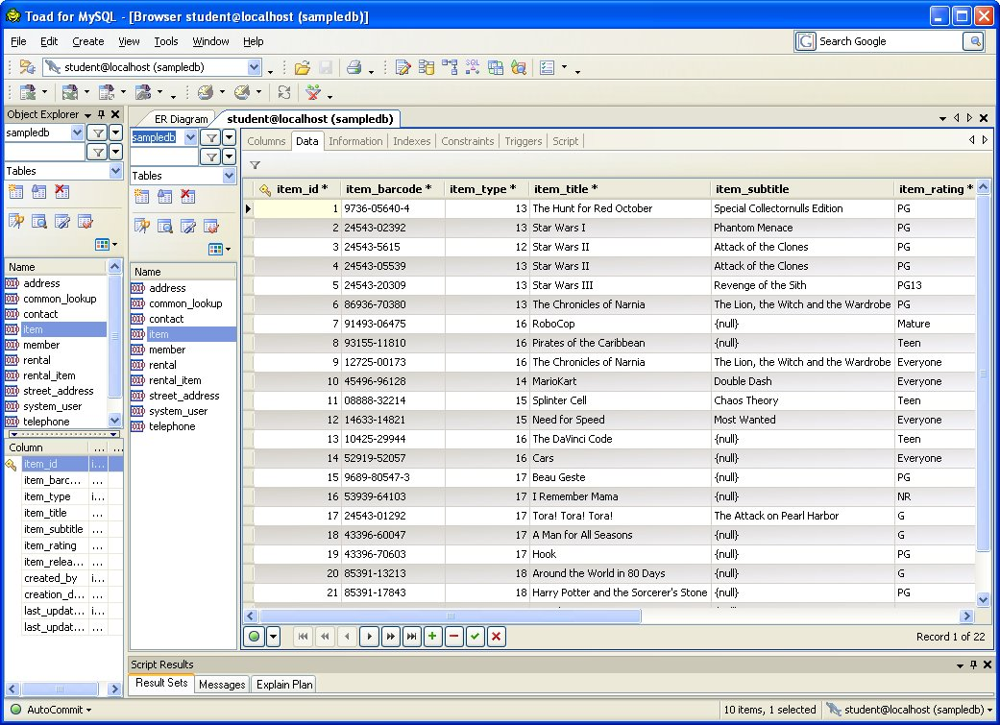 Toad for MySQL - [Browser student@localhost (sampledb)]
File Edit Create View Tools Window Help
Search Google
student@localhost (sampledb)
Object Explorer
sampledb
Tables
Name
address
common_lookup
contact
item
member
rental
rental_item
street_address
system_user
telephone
Column ... ...
item_id i...
item_barc... ...
item_type i...
item_title ...
item_subtitle ...
item_rating ...
item_relea... ...
created_by i...
creation_d... ...
last_updat... i...
last_updat... ...
ER Diagram student@localhost (sampledb)
sampledb
Tables
Name
address
common_lookup
contact
item
member
rental
rental_item
street_address
system_user
telephone
Columns Data Information Indexes Constraints Triggers Script
item_id * item_barcode * item_type * item_title * item_subtitle item_rating *
1 9736-05640-4 13 The Hunt for Red October Special Collectornulls Edition PG
2 24543-02392 13 Star Wars I Phantom Menace PG
3 24543-5615 12 Star Wars II Attack of the Clones PG
4 24543-05539 13 Star Wars II Attack of the Clones PG
5 24543-20309 13 Star Wars III Revenge of the Sith PG13
6 86936-70380 13 The Chronicles of Narnia The Lion, the Witch and the Wardrobe PG
7 91493-06475 16 RoboCop {null} Mature
8 93155-11810 16 Pirates of the Caribbean {null} Teen
9 12725-00173 16 The Chronicles of Narnia The Lion, the Witch and the Wardrobe Everyone
10 45496-96128 14 MarioKart Double Dash Everyone
11 08888-32214 15 Splinter Cell Chaos Theory Teen
12 14633-14821 15 Need for Speed Most Wanted Everyone
13 10425-29944 16 The DaVinci Code {null} Teen
14 52919-52057 16 Cars {null} Everyone
15 9689-80547-3 17 Beau Geste {null} PG
16 53939-64103 17 I Remember Mama {null} NR
17 24543-01292 17 Tora! Tora! Tora! The Attack on Pearl Harbor G
18 43396-60047 17 A Man for All Seasons {null} G
19 43396-70603 17 Hook {null} PG
20 85391-13213 18 Around the World in 80 Days {null} G
21 85391-17843 18 Harry Potter and the Sorcerer's Stone {null} PG
Record 1 of 22
Script Results
Result Sets Messages Explain Plan
AutoCommit 10 items, 1 selected student@localhost (sampledb)